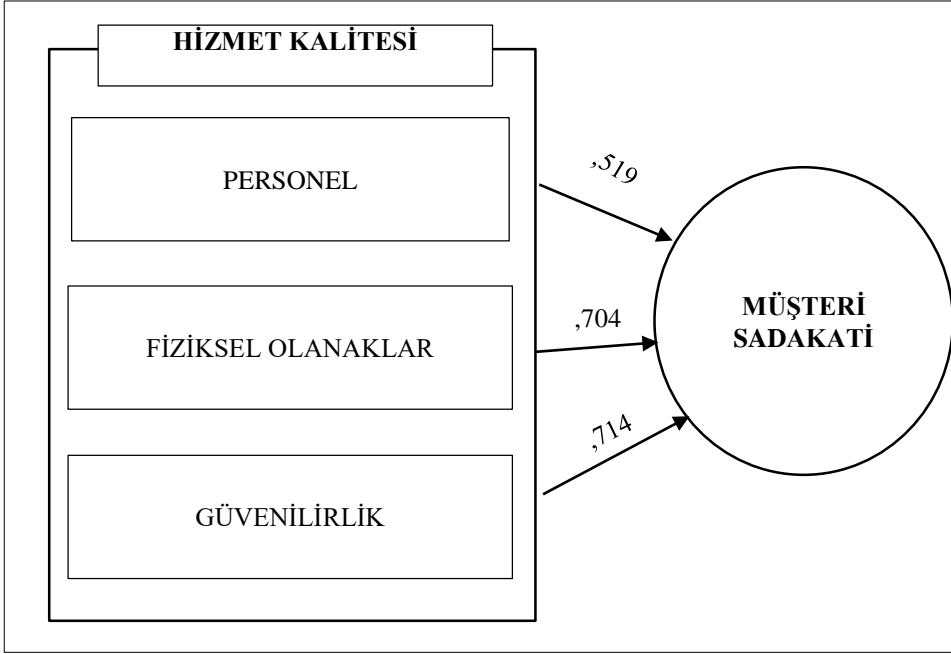 HİZMET KALİTESİ
PERSONEL
,519
FİZİKSEL OLANAKLAR
,704
GÜVENİLİRLİK
,714
MÜŞTERİ
SADAKATİ